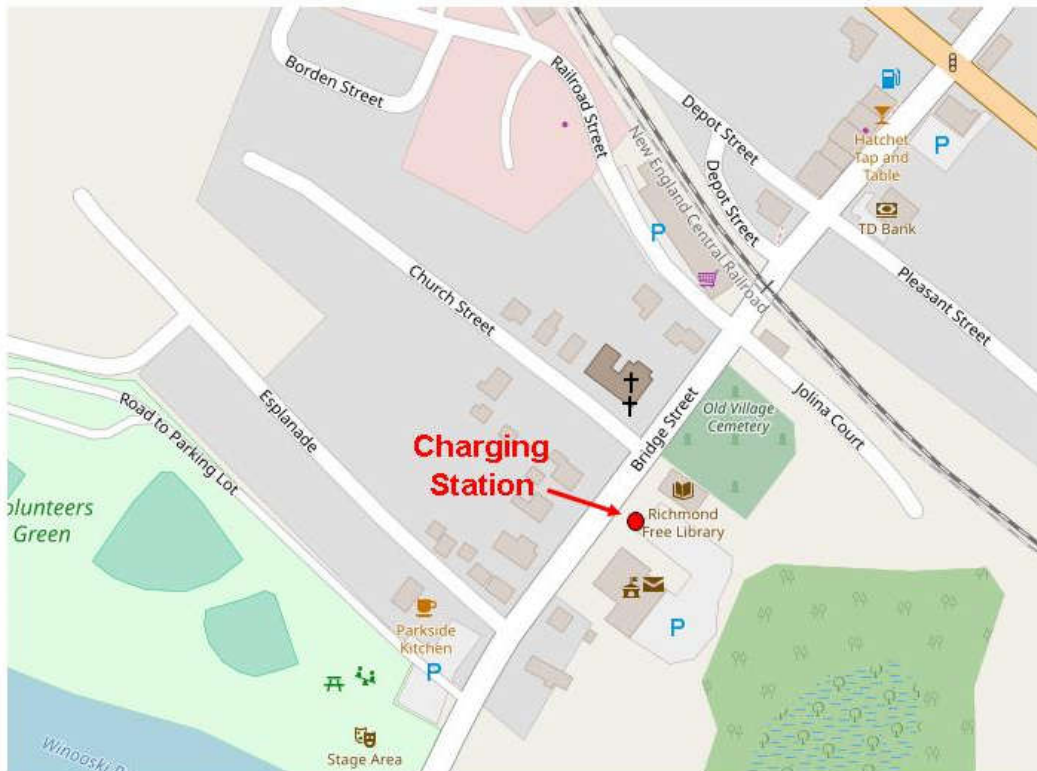 Borden Street
Railroad Street
New England Central Railroad
Depot Street
Depot Street
Hatchet
Tap and
Table
P
TD Bank
P
Pleasant Street
Church Street
Bridge Street
Old Village
Cemetery
Jolina Court
Esplanade
Road to Parking Lot
Charging
Station
Richmond
Free Library
olunteers
Green
Parkside
Kitchen
P
P
Stage Area
Winooski